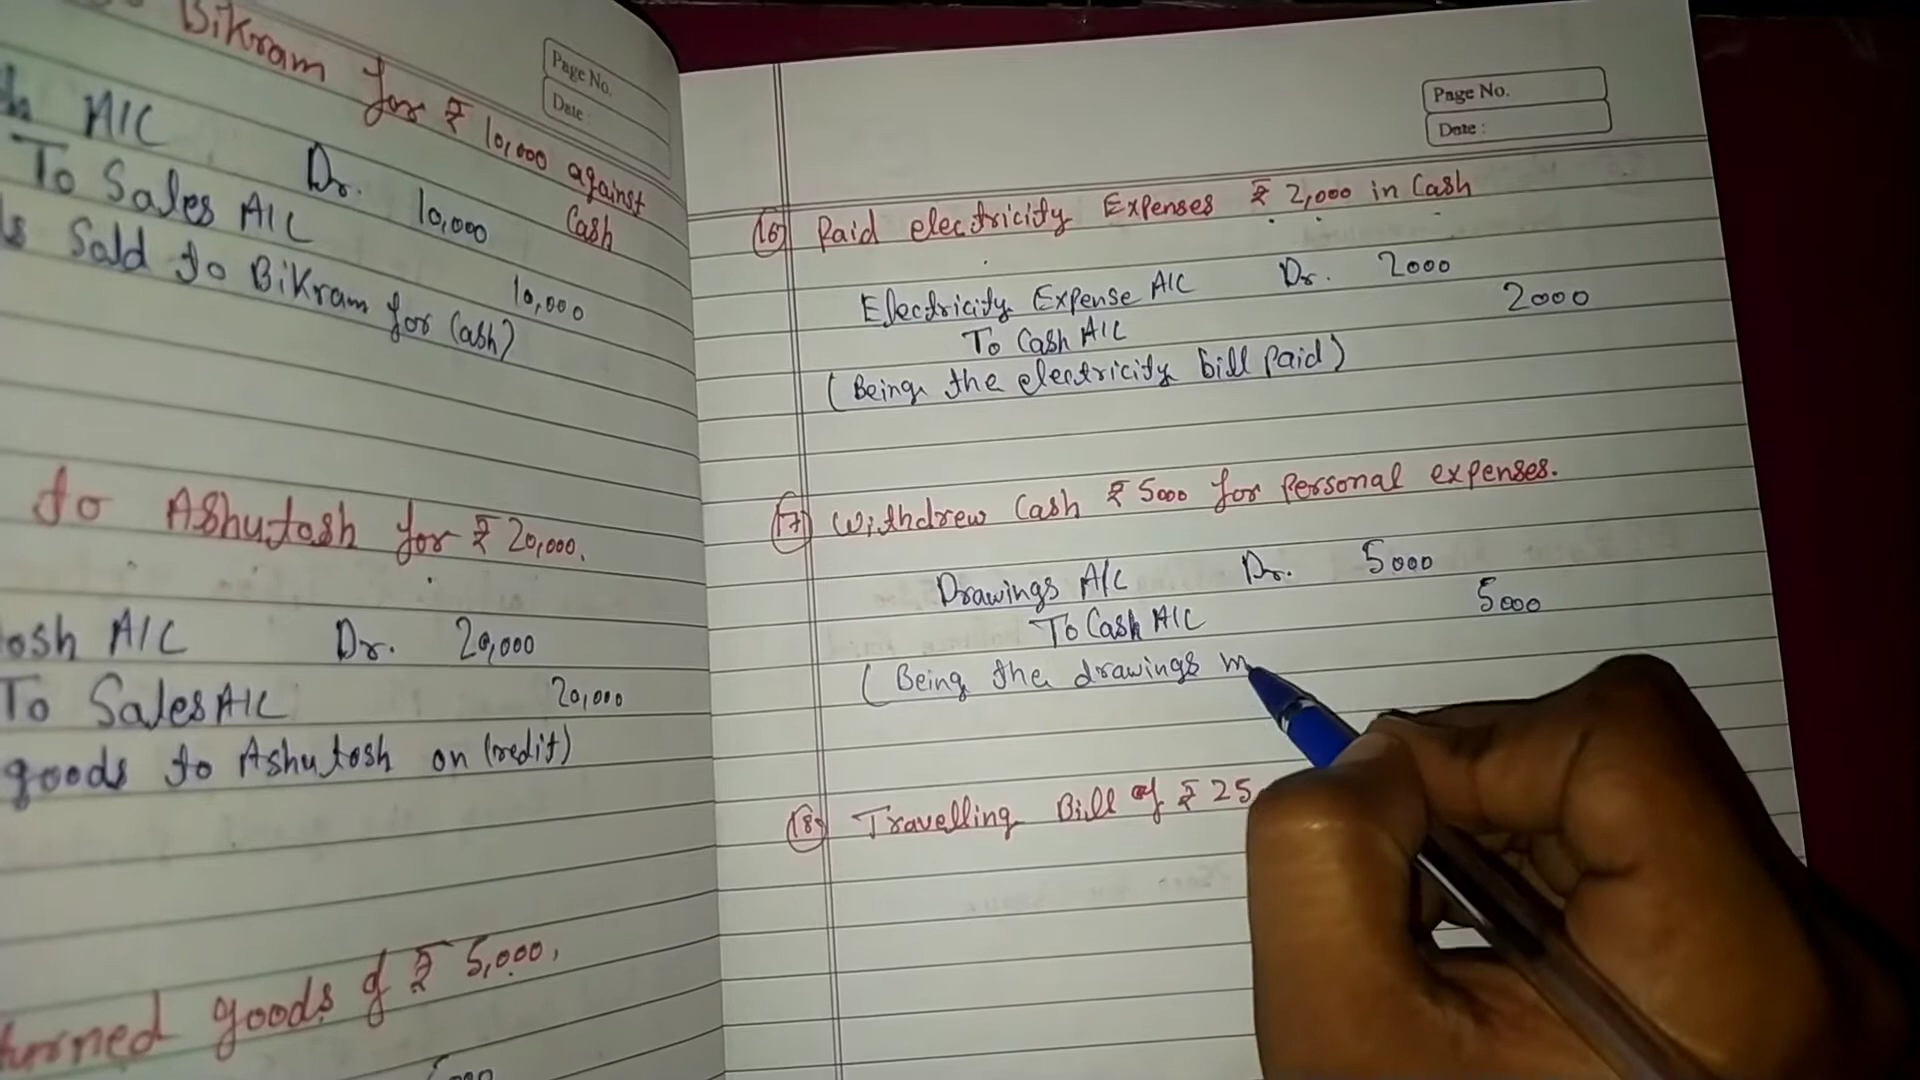 Bikram for ₹ 10,000 against
Cash
Page No.
Date :
A/C Dr. 10,000
To Sales A/C 10,000
Sold to Bikram for Cash)
to Ashutosh for ₹ 20,000.
osh A/C Dr. 20,000
To Sales A/C 20,000
goods to Ashutosh on Credit)
turned goods of ₹ 5,000.
Page No.
Date :
(16) Paid electricity Expenses ₹ 2,000 in Cash
Electricity Expense A/C Dr. 2000
To Cash A/C 2000
(Being the electricity bill Paid)
(17) Withdrew Cash ₹ 5000 for Personal expenses.
Drawings A/C Dr. 5000
To Cash A/C 5000
(Being the drawings m
(18) Travelling Bill of ₹ 25